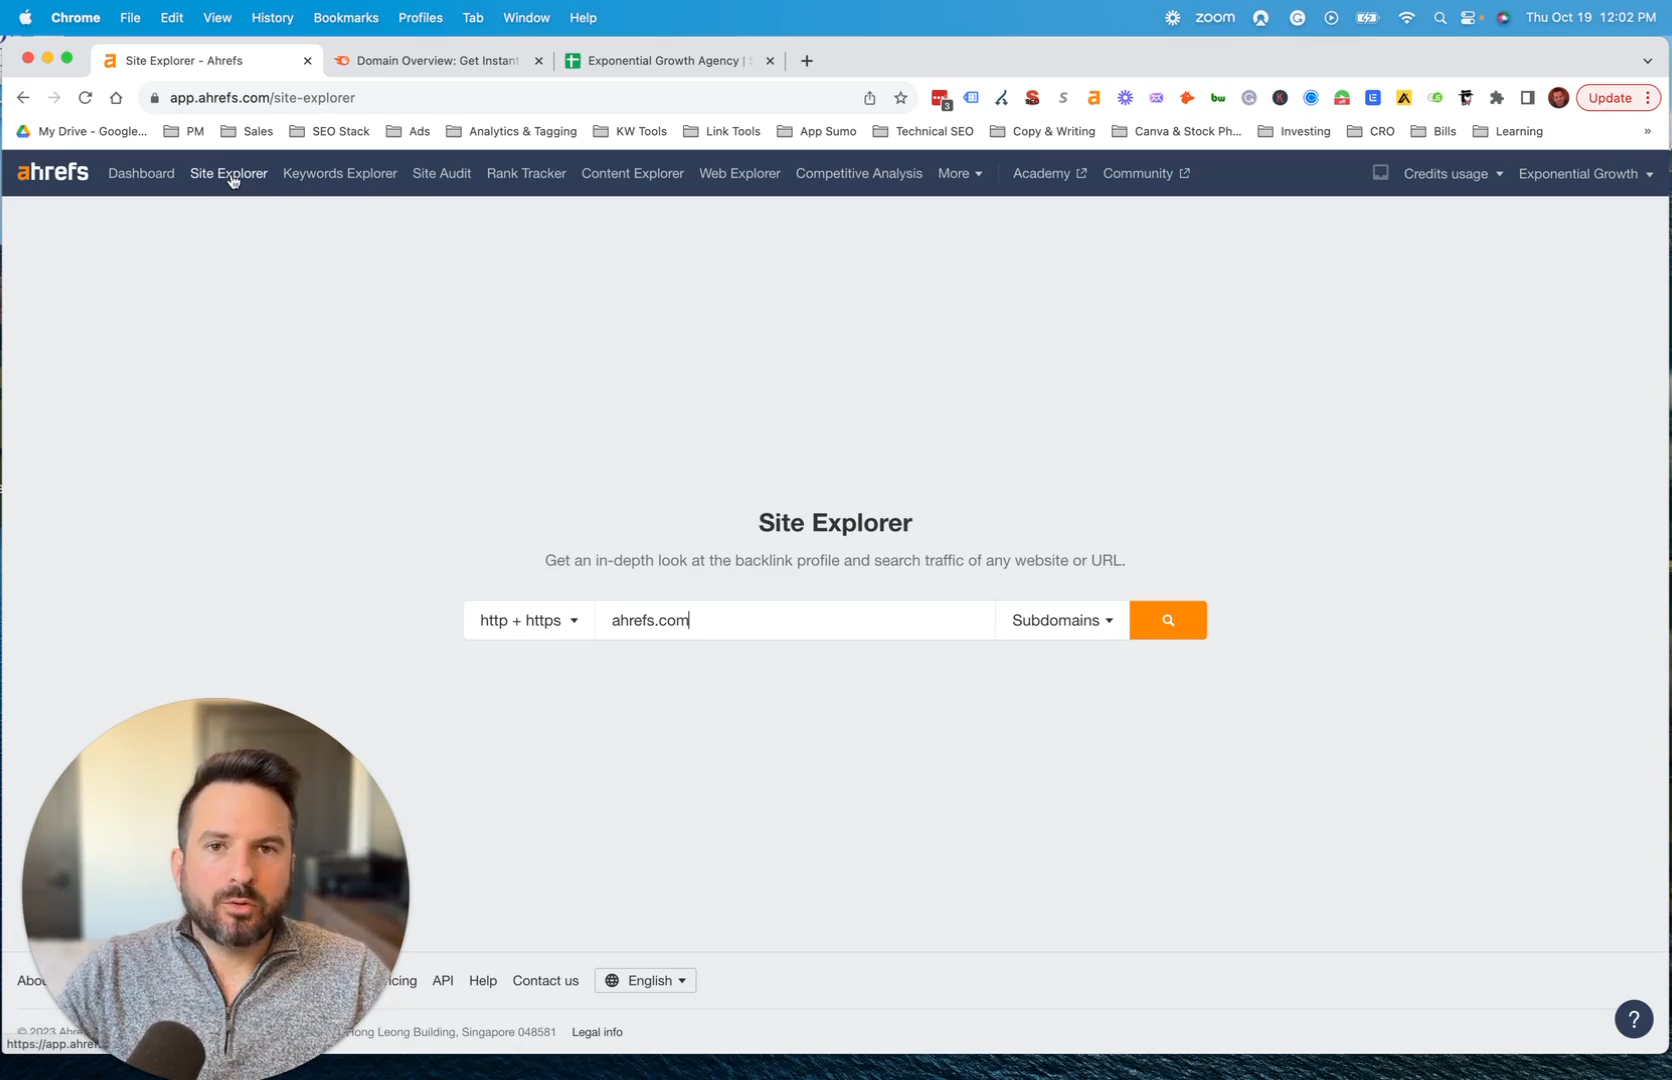 Chrome File Edit View History Bookmarks Profiles Tab Window Help zoom Thu Oct 19 12:02 PM
Site Explorer - Ahrefs Domain Overview: Get Instant Exponential Growth Agency |
app.ahrefs.com/site-explorer 3 Update
My Drive - Google... PM Sales SEO Stack Ads Analytics & Tagging KW Tools Link Tools App Sumo Technical SEO Copy & Writing Canva & Stock Ph... Investing CRO Bills Learning »
ahrefs Dashboard Site Explorer Keywords Explorer Site Audit Rank Tracker Content Explorer Web Explorer Competitive Analysis More Academy Community Credits usage Exponential Growth
Site Explorer
Get an in-depth look at the backlink profile and search traffic of any website or URL.
http + https ahrefs.com Subdomains
API Help Contact us English
?
© 2023 Hong Leong Building, Singapore 048581 Legal info
https://app.ahref